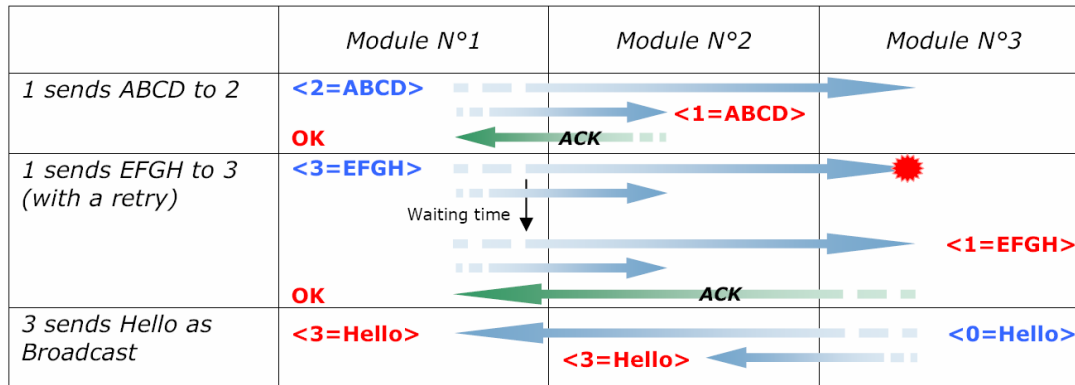 Module N°1 Module N°2 Module N°3
1 sends ABCD to 2 <2=ABCD>
<1=ABCD>
OK ACK
1 sends EFGH to 3 <3=EFGH>
(with a retry)
Waiting time
<1=EFGH>
OK ACK
3 sends Hello as <3=Hello> <0=Hello>
Broadcast <3=Hello>